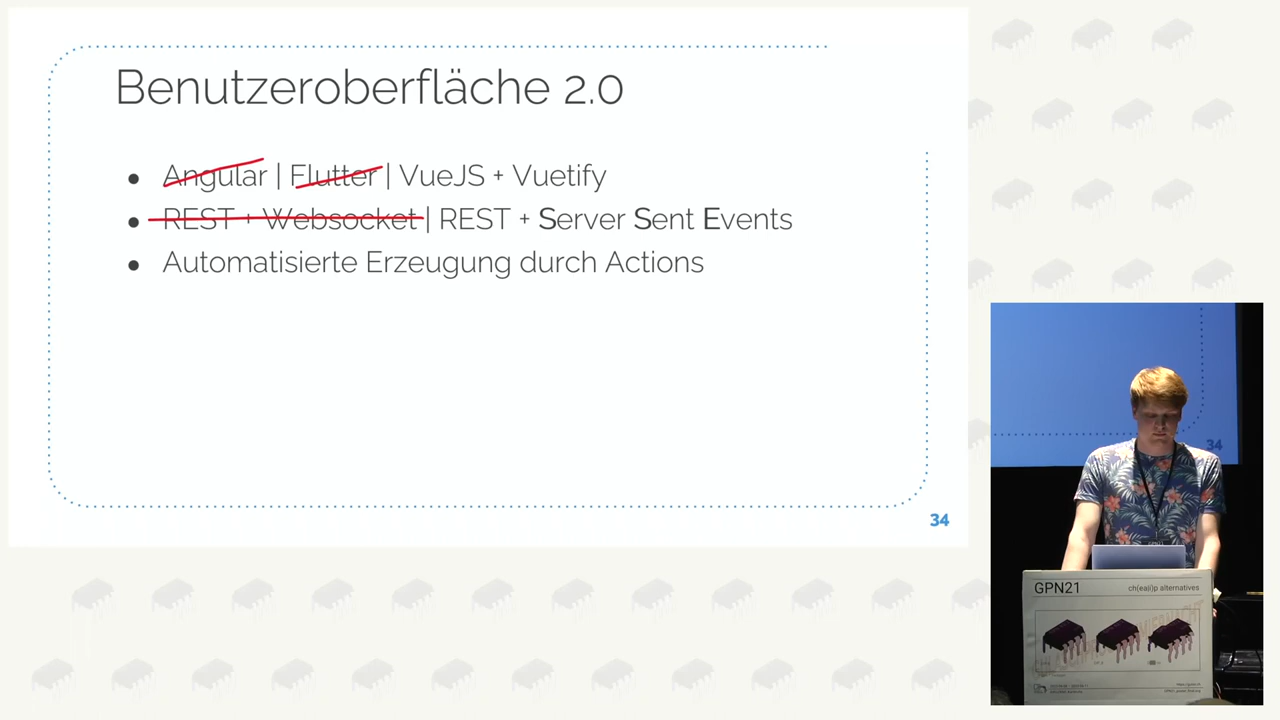 Benutzeroberfläche 2.0
● Angular | Flutter | VueJS + Vuetify
● REST + Websocket | REST + Server Sent Events
● Automatisierte Erzeugung durch Actions
34
34
GPN21
ch(ea(i)p alternatives